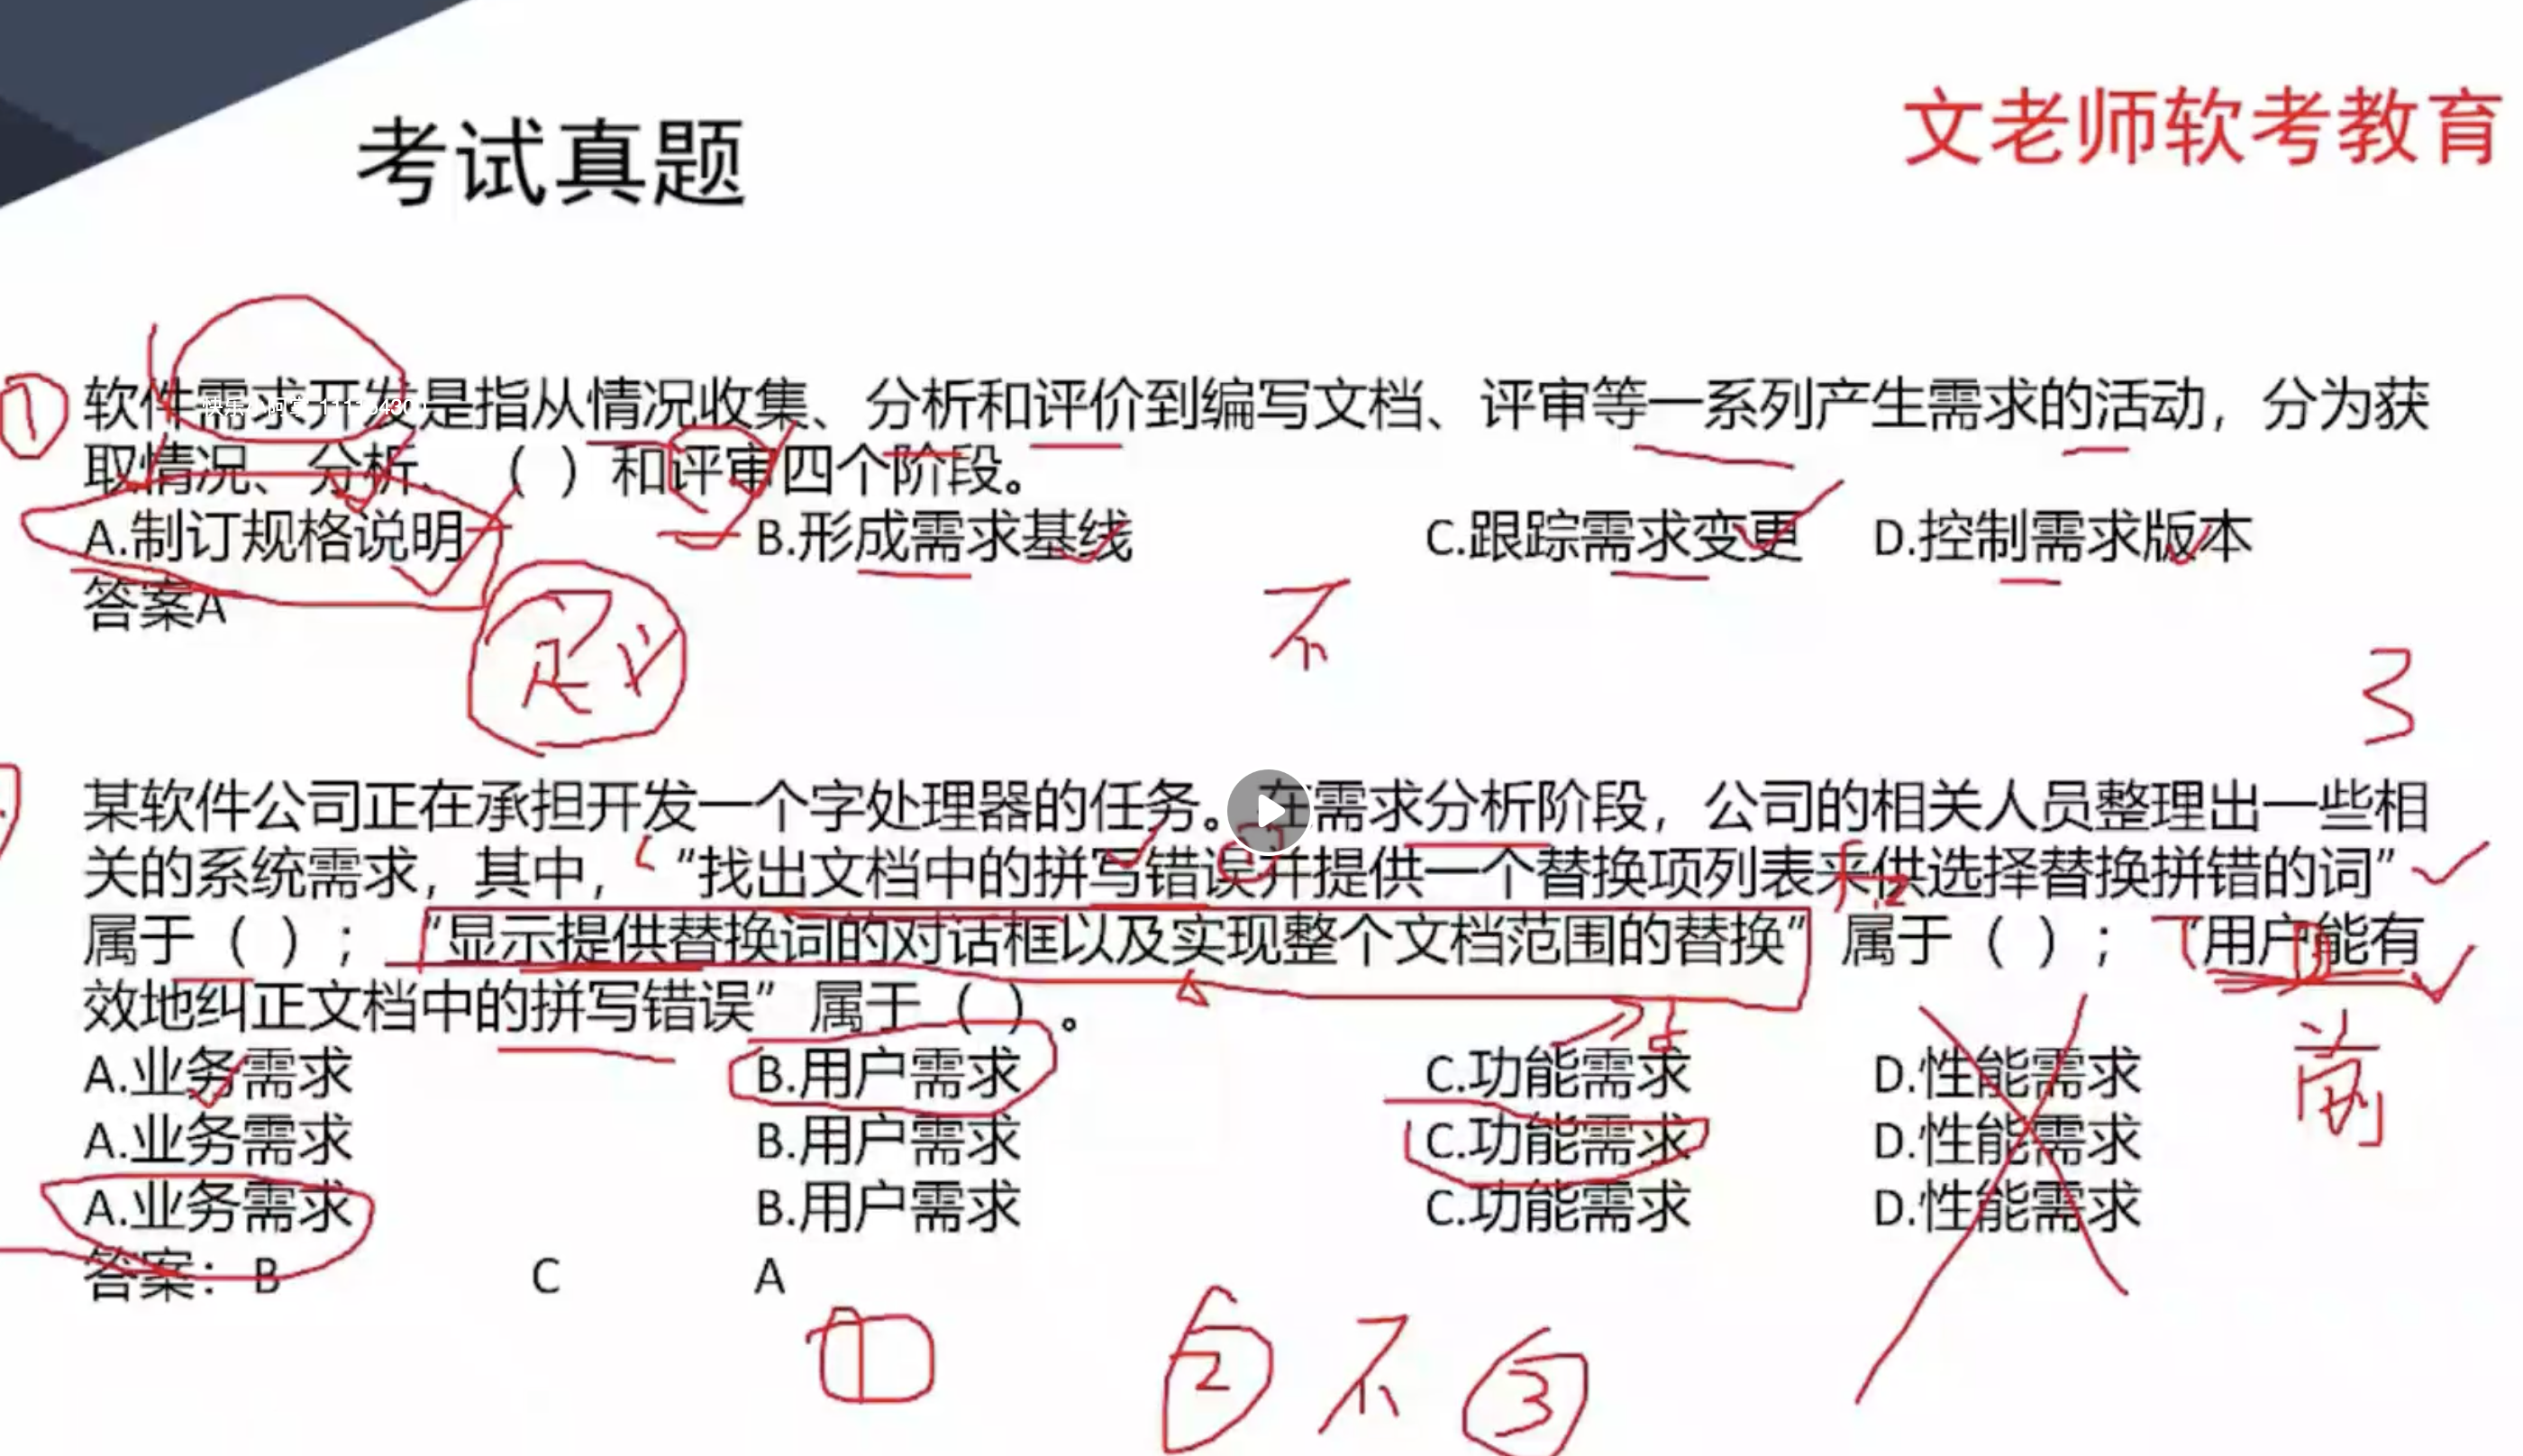 考试真题
文老师软考教育
① 软件需求开发是指从情况收集、分析和评价到编写文档、评审等一系列产生需求的活动，分为获
取情况、分析、（ ）和评审四个阶段。
A.制订规格说明 B.形成需求基线 C.跟踪需求变更 D.控制需求版本
答案A
定义
不
3
某软件公司正在承担开发一个字处理器的任务。在需求分析阶段，公司的相关人员整理出一些相
关的系统需求，其中，“找出文档中的拼写错误并提供一个替换项列表来供选择替换拼错的词”
属于（ ）；“显示提供替换词的对话框以及实现整个文档范围的替换”属于（ ）；“用户能有
效地纠正文档中的拼写错误”属于（ ）。
A.业务需求 B.用户需求 C.功能需求 D.性能需求
A.业务需求 B.用户需求 C.功能需求 D.性能需求
A.业务需求 B.用户需求 C.功能需求 D.性能需求
答案：B C A
① ② 不 ③